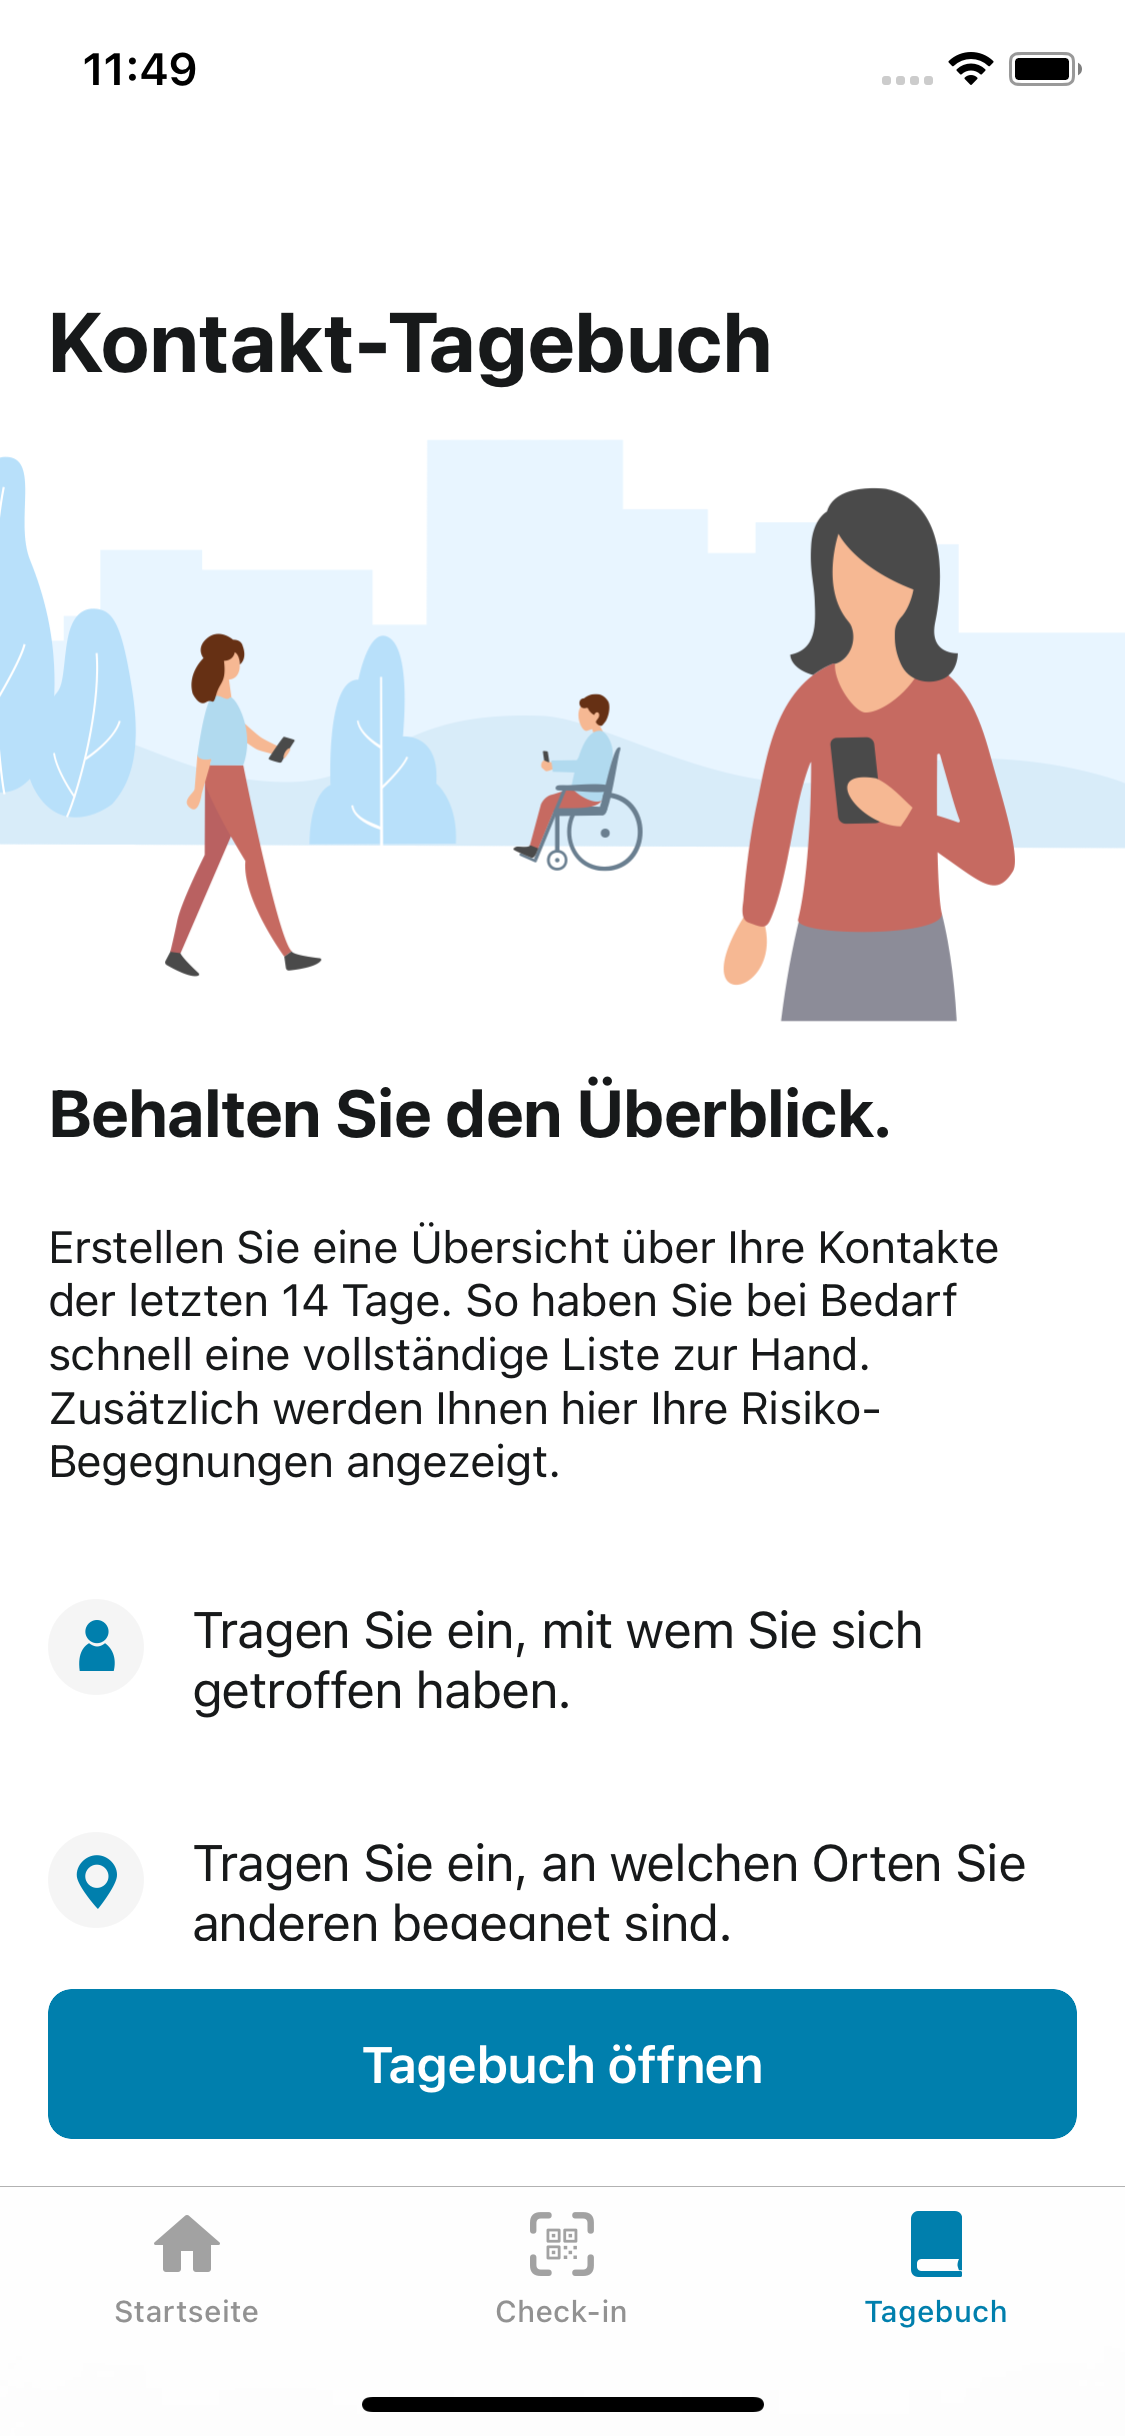 11:49
Kontakt-Tagebuch
Behalten Sie den Überblick.
Erstellen Sie eine Übersicht über Ihre Kontakte
der letzten 14 Tage. So haben Sie bei Bedarf
schnell eine vollständige Liste zur Hand.
Zusätzlich werden Ihnen hier Ihre Risiko-
Begegnungen angezeigt.
Tragen Sie ein, mit wem Sie sich
getroffen haben.
Tragen Sie ein, an welchen Orten Sie
anderen begegnet sind.
Tagebuch öffnen
Startseite
Check-in
Tagebuch